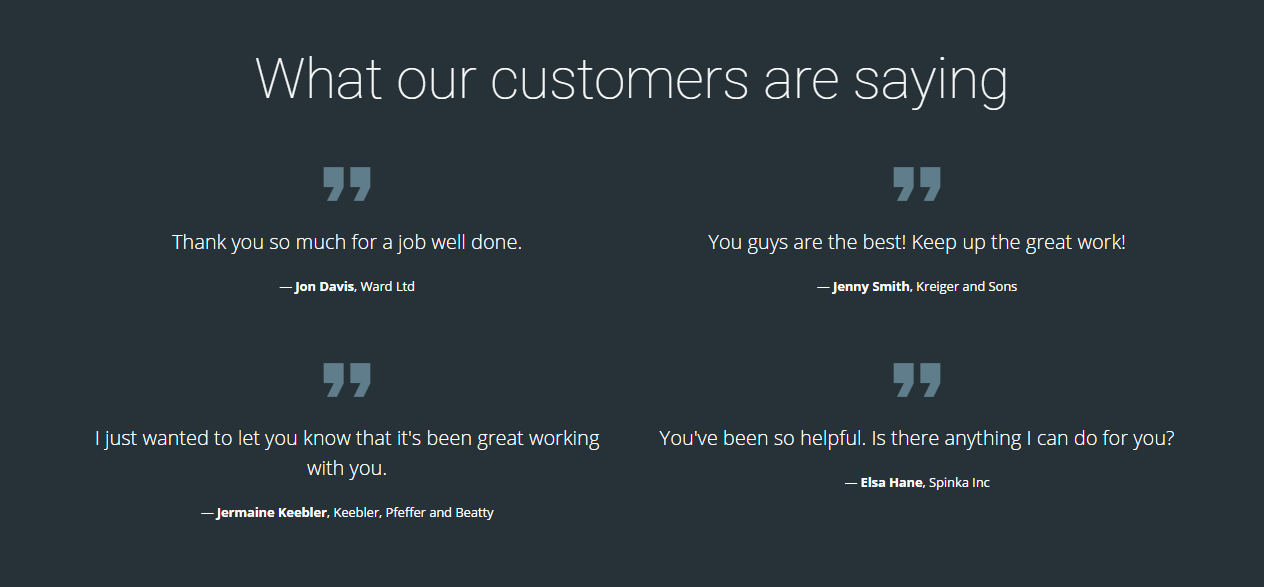 What our customers are saying
Thank you so much for a job well done.
— Jon Davis, Ward Ltd
You guys are the best! Keep up the great work!
— Jenny Smith, Kreiger and Sons
I just wanted to let you know that it's been great working
with you.
— Jermaine Keebler, Keebler, Pfeffer and Beatty
You've been so helpful. Is there anything I can do for you?
— Elsa Hane, Spinka Inc